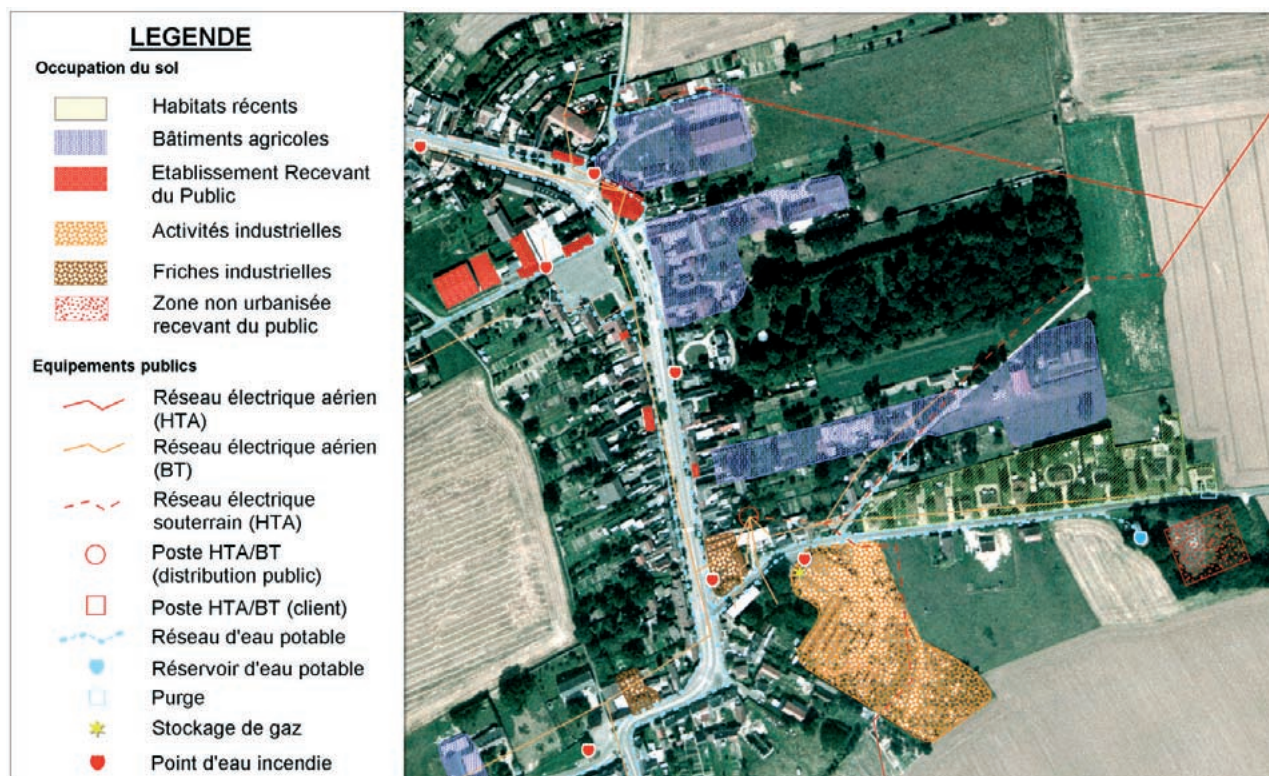 LEGENDE
Occupation du sol
Habitats récents
Bâtiments agricoles
Etablissement Recevant
du Public
Activités industrielles
Friches industrielles
Zone non urbanisée
recevant du public
Equipements publics
Réseau électrique aérien
(HTA)
Réseau électrique aérien
(BT)
Réseau électrique
souterrain (HTA)
Poste HTA/BT
(distribution public)
Poste HTA/BT (client)
Réseau d'eau potable
Réservoir d'eau potable
Purge
Stockage de gaz
Point d'eau incendie